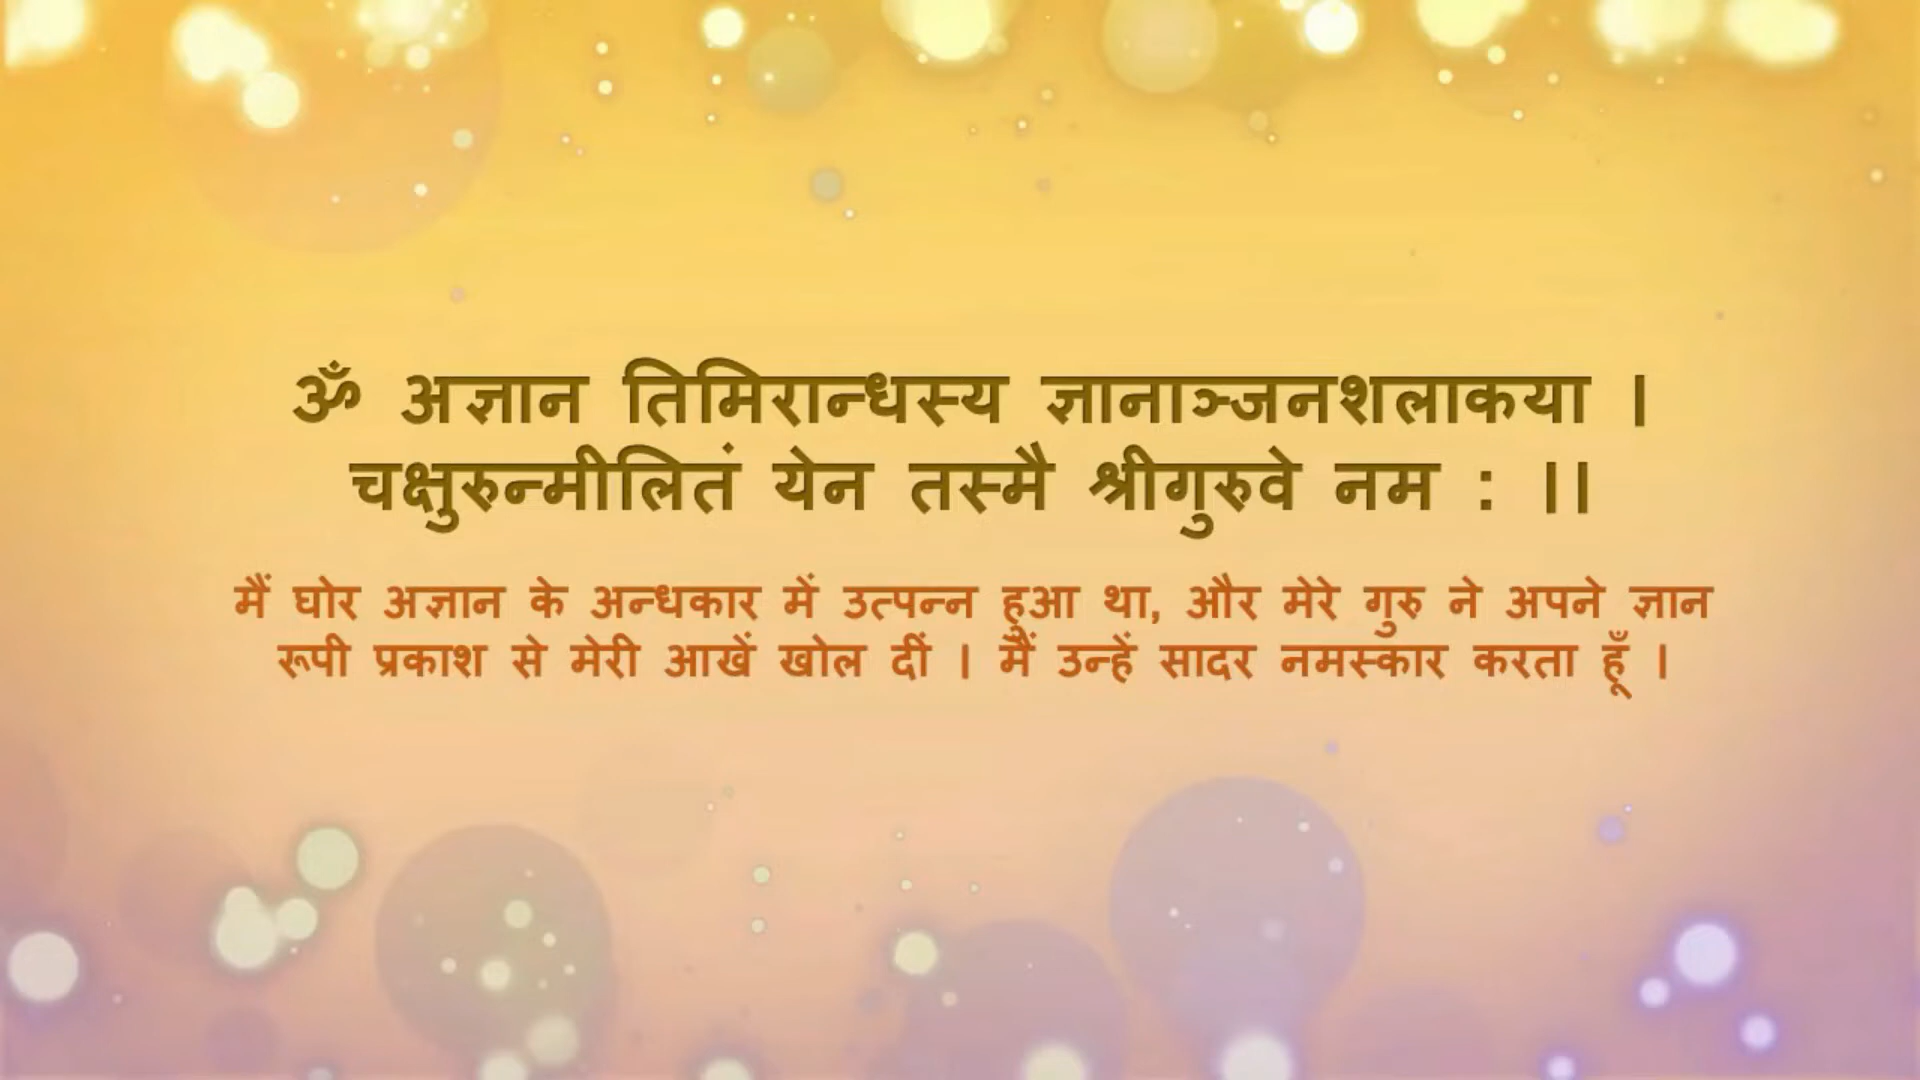 ॐ अज्ञान तिमिरान्धस्य ज्ञानाञ्जनशलाकया ।
चक्षुरुन्मीलितं येन तस्मै श्रीगुरुवे नम : ।।
मैं घोर अज्ञान के अन्धकार में उत्पन्न हुआ था, और मेरे गुरु ने अपने ज्ञान
रूपी प्रकाश से मेरी आखें खोल दीं । मैं उन्हें सादर नमस्कार करता हूँ ।